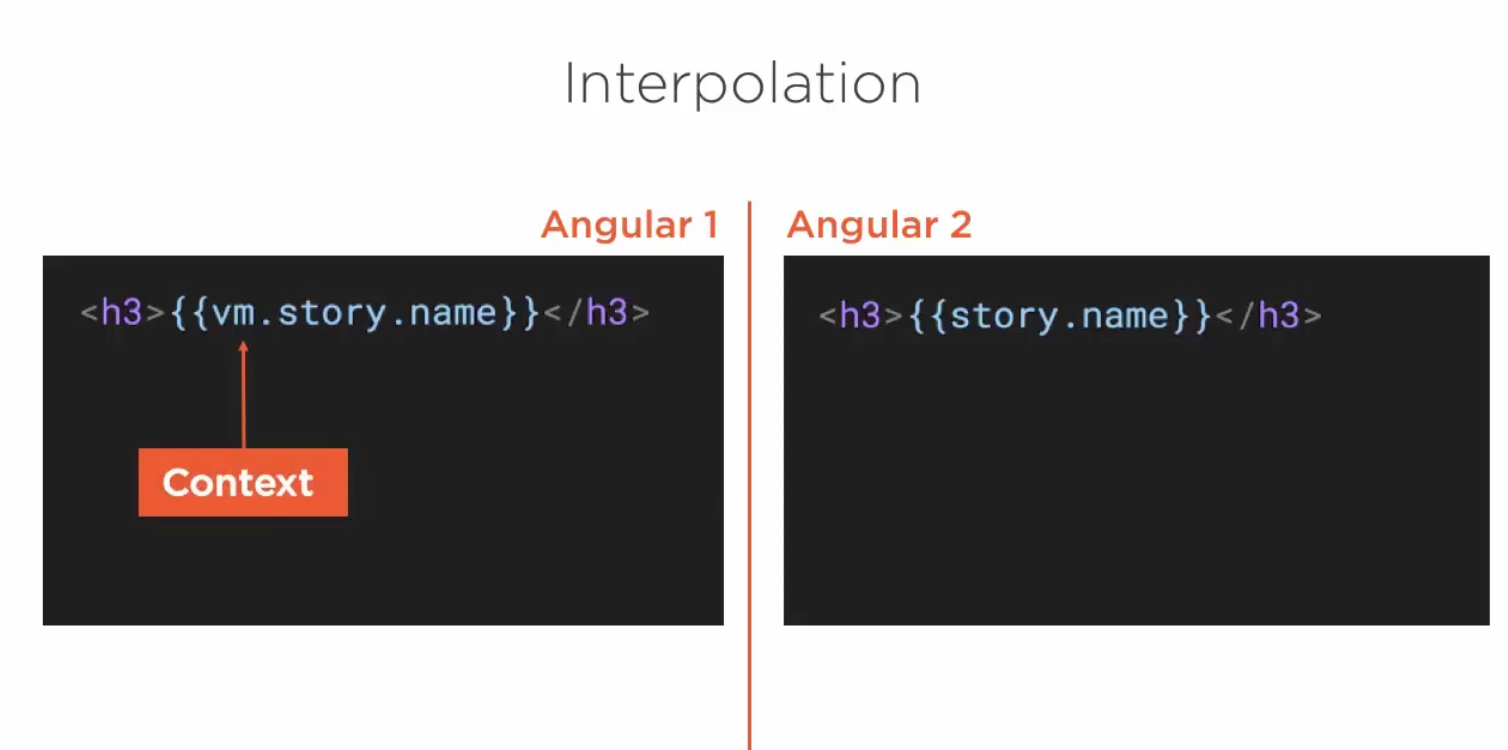 Interpolation
Angular 1
<h3>{{vm.story.name}}</h3>
Context
Angular 2
<h3>{{story.name}}</h3>